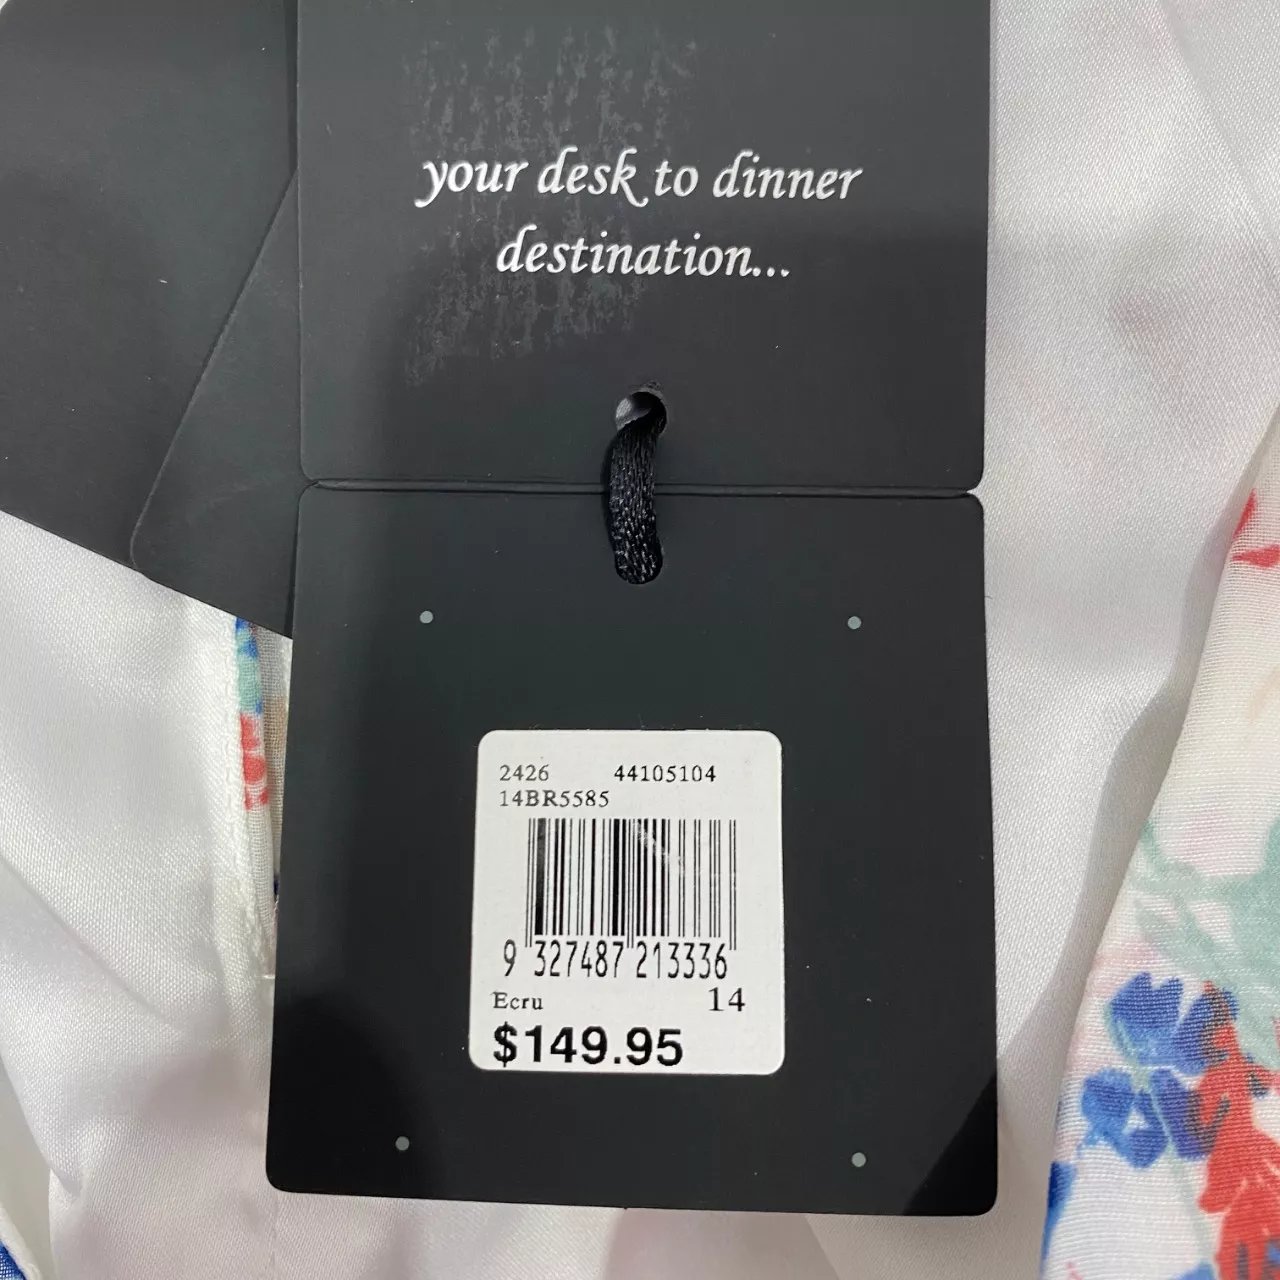 your desk to dinner
destination...
2426 44105104
14BR5585
9 327487 213336
Ecru 14
$149.95